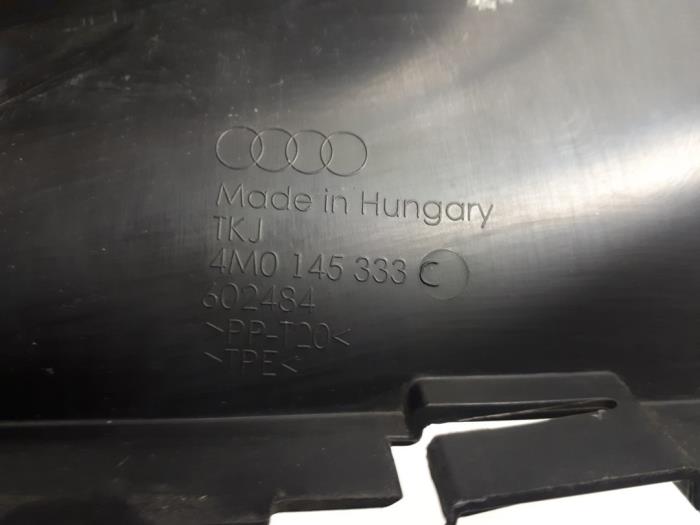 Made in Hungary
TKJ
4M0 145 333 C
602484
>PP-T20<
>TPE<